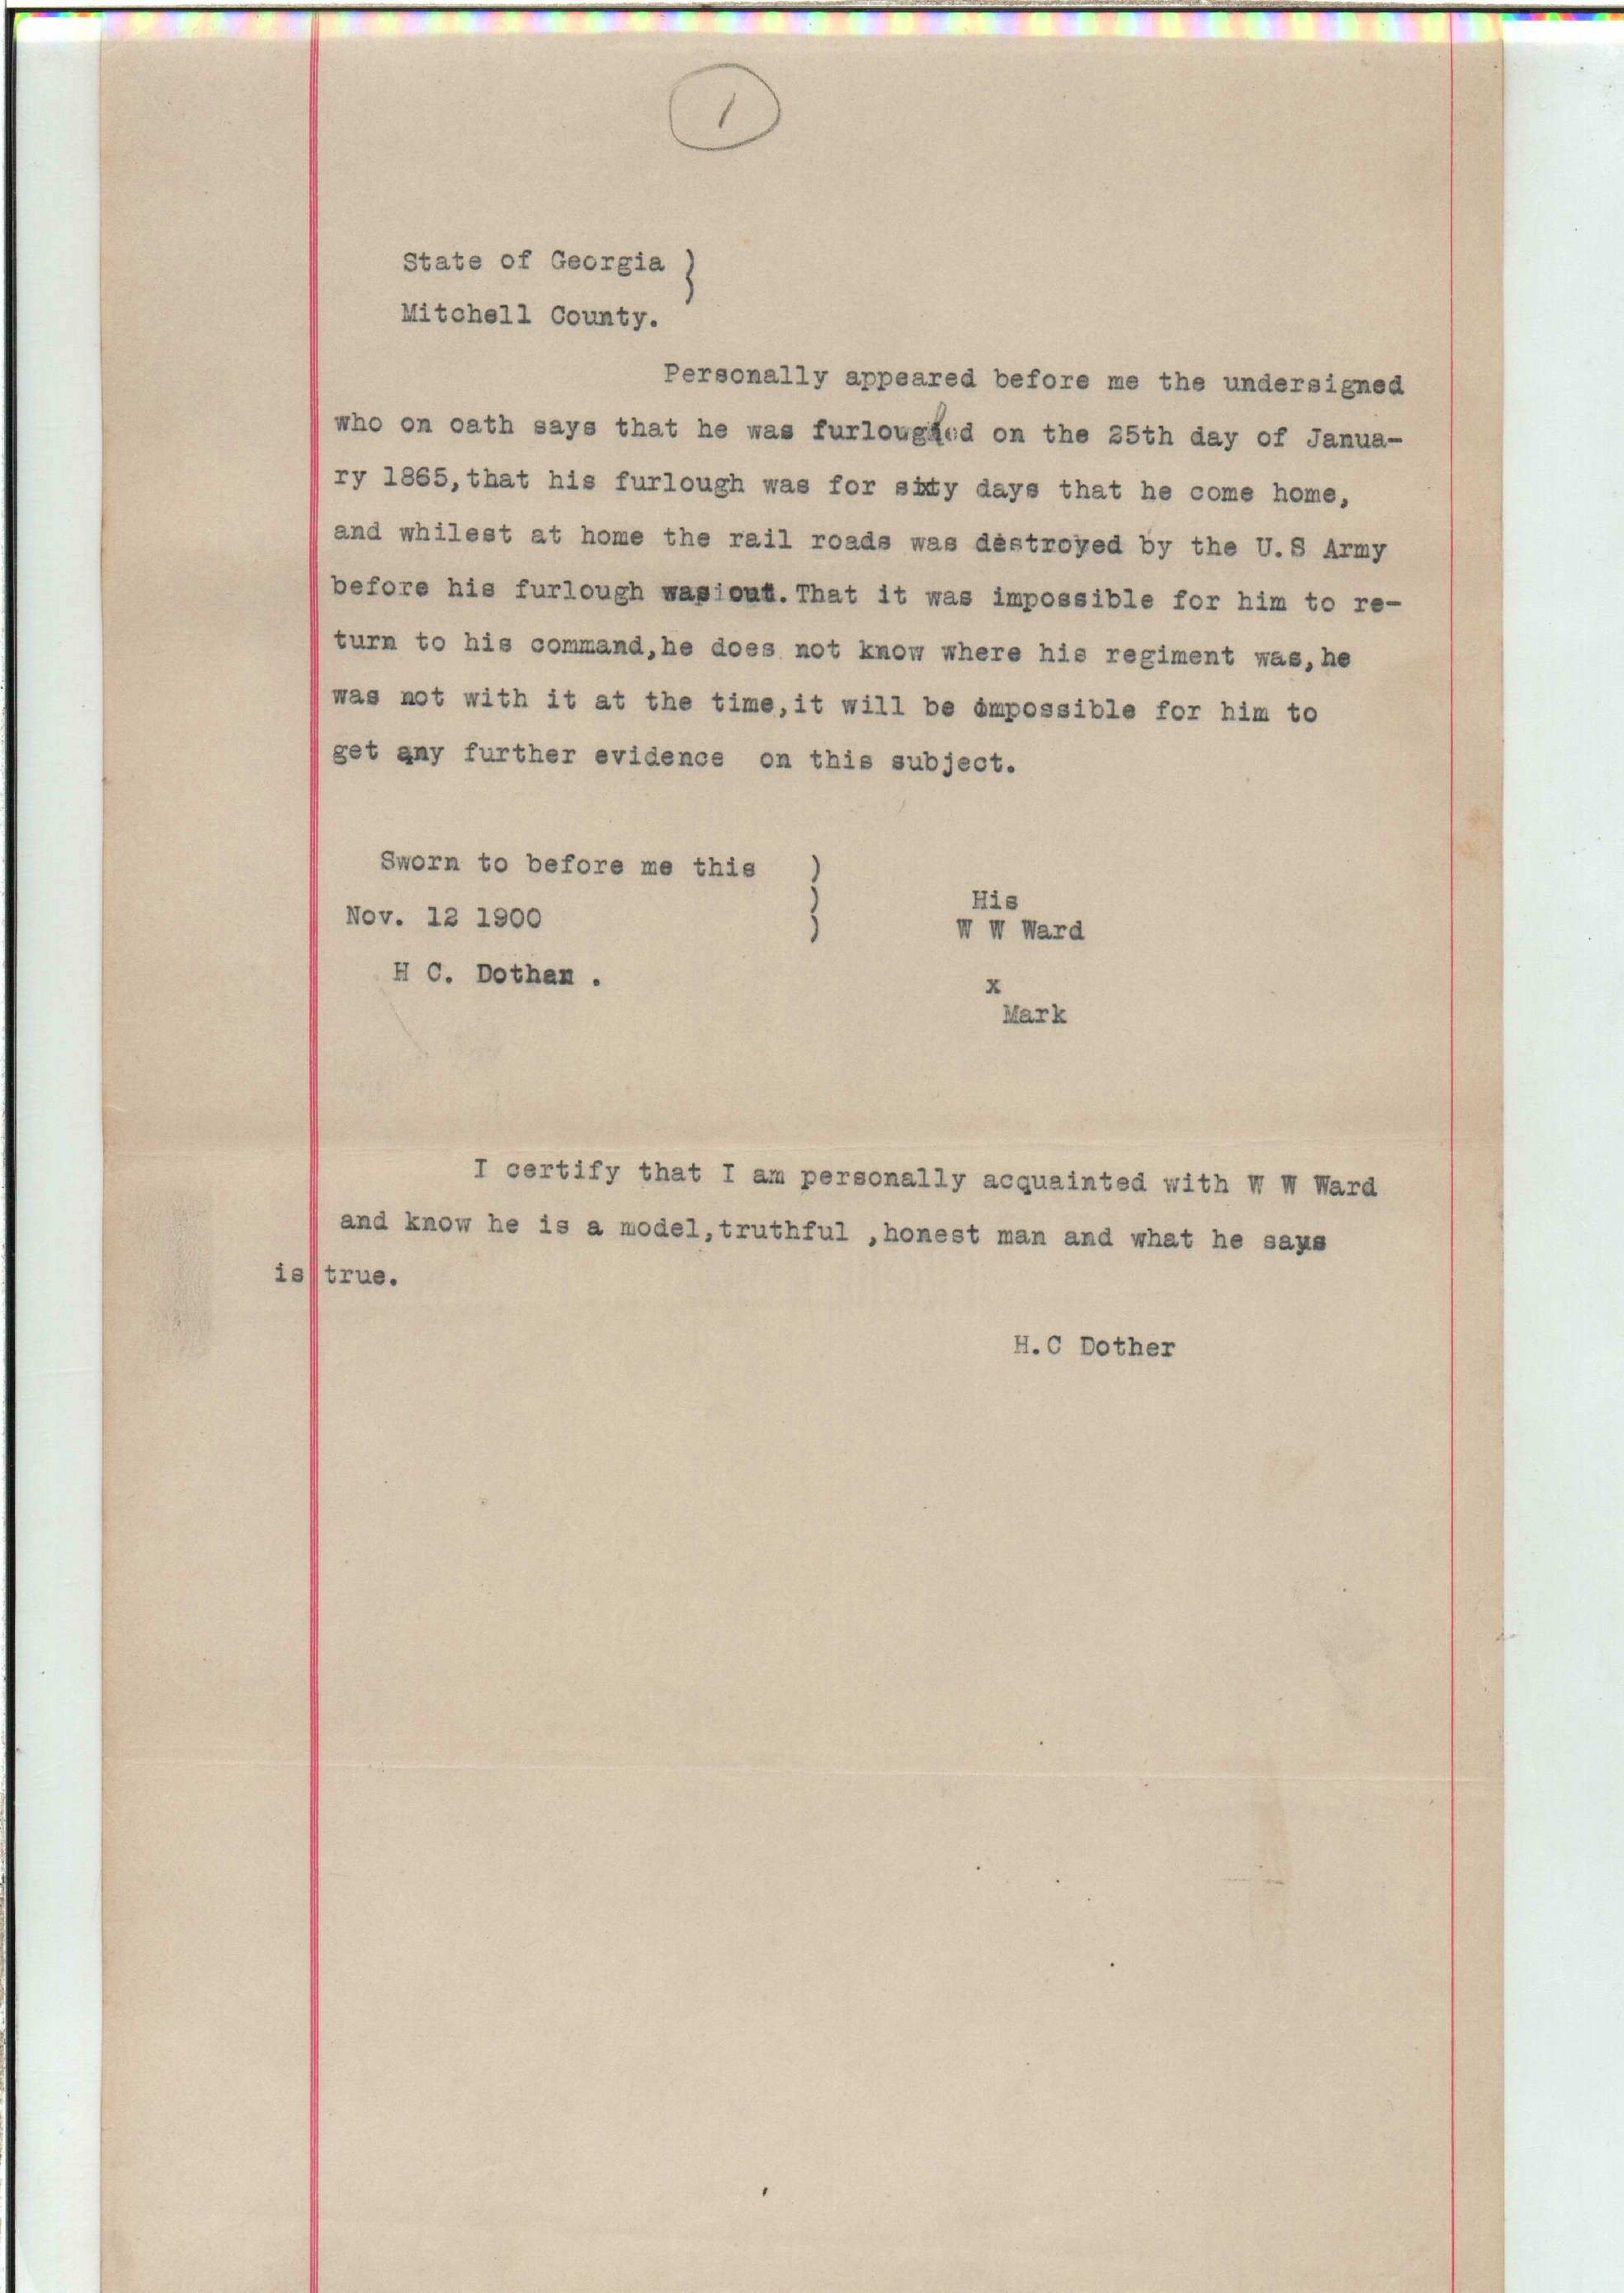 1
State of Georgia }
Mitchell County.
Personally appeared before me the undersigned
who on oath says that he was furloughed on the 25th day of Janua-
ry 1865,that his furlough was for sixty days that he come home,
and whilest at home the rail roads was destroyed by the U.S Army
before his furlough was out.That it was impossible for him to re-
turn to his command,he does not know where his regiment was,he
was not with it at the time,it will be impossible for him to
get any further evidence on this subject.
Sworn to before me this )
Nov. 12 1900
H C. Dothan .
His
W W Ward
x
Mark
I certify that I am personally acquainted with W W Ward
and know he is a model,truthful ,honest man and what he says
is true.
H.C Dother